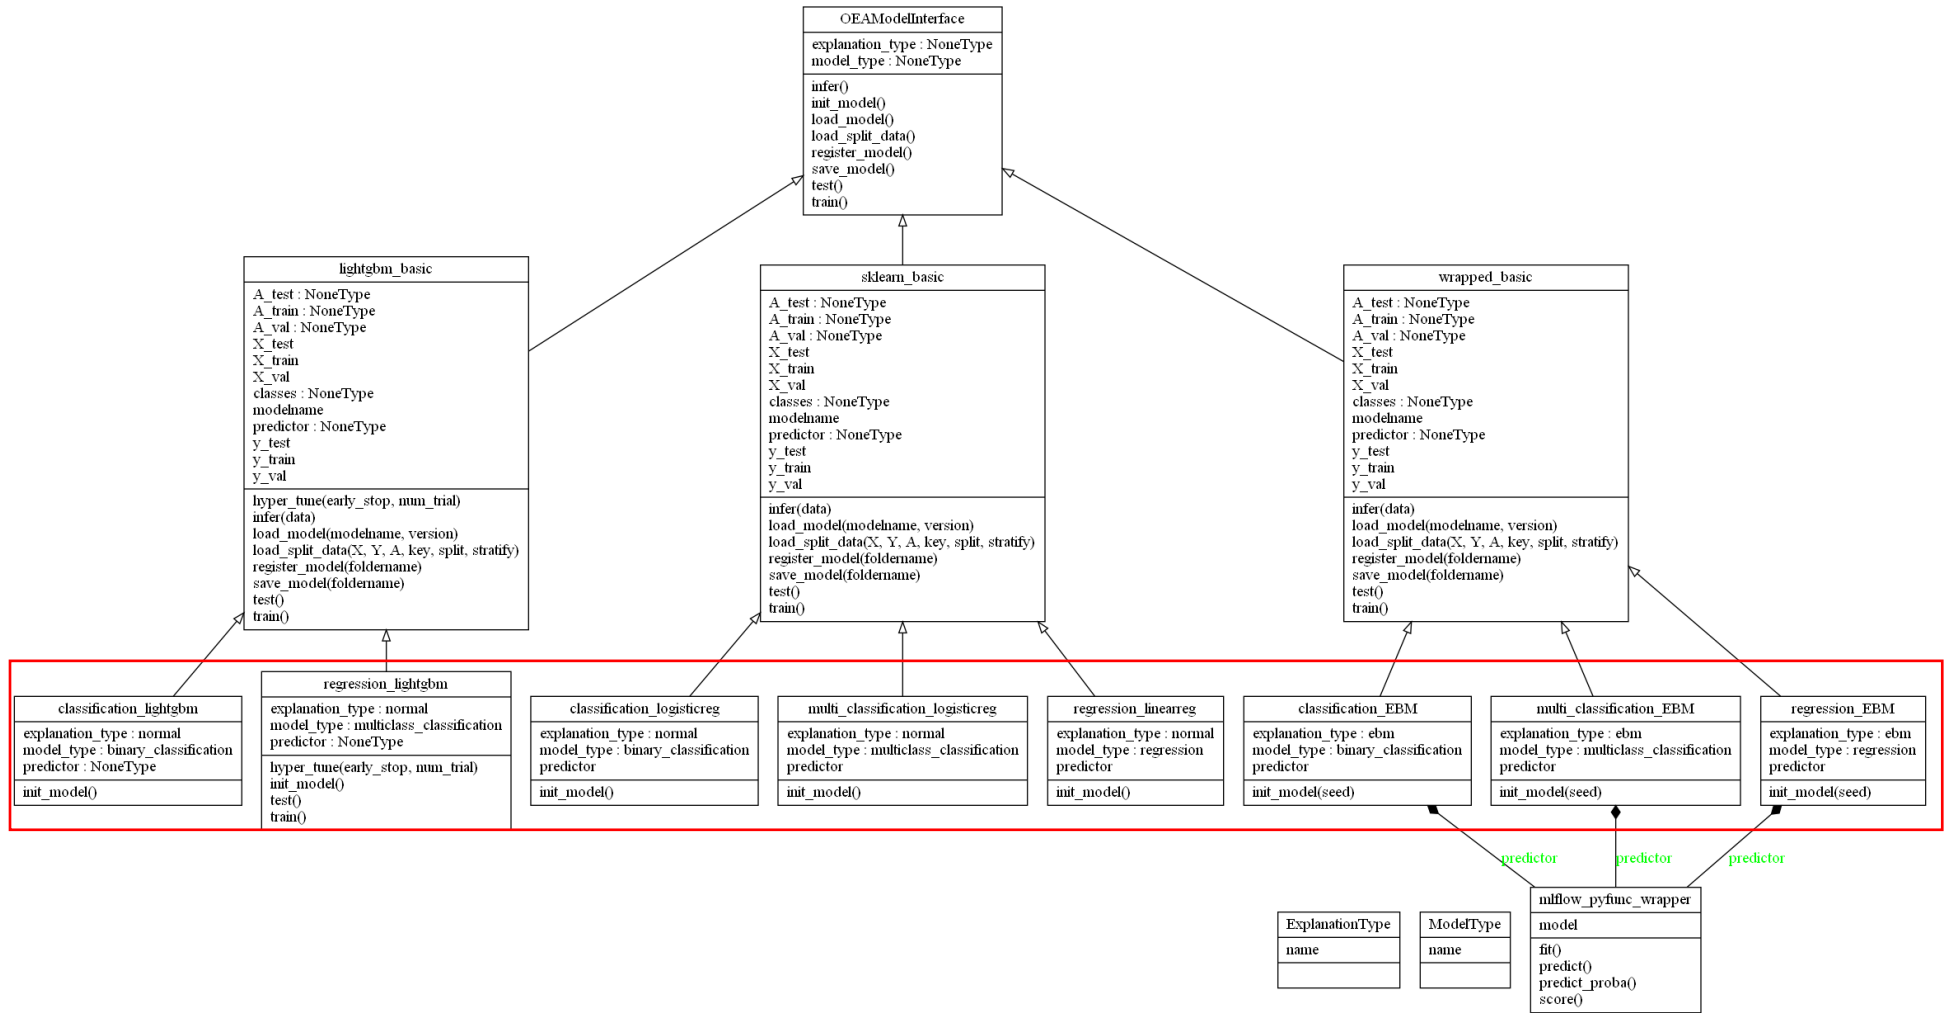 OEAModelInterface
explanation_type : NoneType
model_type : NoneType
infer()
init_model()
load_model()
load_split_data()
register_model()
save_model()
test()
train()
lightgbm_basic
A_test : NoneType
A_train : NoneType
A_val : NoneType
X_test
X_train
X_val
classes : NoneType
modelname
predictor : NoneType
y_test
y_train
y_val
hyper_tune(early_stop, num_trial)
infer(data)
load_model(modelname, version)
load_split_data(X, Y, A, key, split, stratify)
register_model(foldername)
save_model(foldername)
test()
train()
sklearn_basic
A_test : NoneType
A_train : NoneType
A_val : NoneType
X_test
X_train
X_val
classes : NoneType
modelname
predictor : NoneType
y_test
y_train
y_val
infer(data)
load_model(modelname, version)
load_split_data(X, Y, A, key, split, stratify)
register_model(foldername)
save_model(foldername)
test()
train()
wrapped_basic
A_test : NoneType
A_train : NoneType
A_val : NoneType
X_test
X_train
X_val
classes : NoneType
modelname
predictor : NoneType
y_test
y_train
y_val
infer(data)
load_model(modelname, version)
load_split_data(X, Y, A, key, split, stratify)
register_model(foldername)
save_model(foldername)
test()
train()
classification_lightgbm
explanation_type : normal
model_type : binary_classification
predictor : NoneType
init_model()
regression_lightgbm
explanation_type : normal
model_type : multiclass_classification
predictor : NoneType
hyper_tune(early_stop, num_trial)
init_model()
test()
train()
classification_logisticreg
explanation_type : normal
model_type : binary_classification
predictor
init_model()
multi_classification_logisticreg
explanation_type : normal
model_type : multiclass_classification
predictor
init_model()
regression_linearreg
explanation_type : normal
model_type : regression
predictor
init_model()
classification_EBM
explanation_type : ebm
model_type : binary_classification
predictor
init_model(seed)
multi_classification_EBM
explanation_type : ebm
model_type : multiclass_classification
predictor
init_model(seed)
regression_EBM
explanation_type : ebm
model_type : regression
predictor
init_model(seed)
predictor
predictor
predictor
ExplanationType
name
ModelType
name
mlflow_pyfunc_wrapper
model
fit()
predict()
predict_proba()
score()